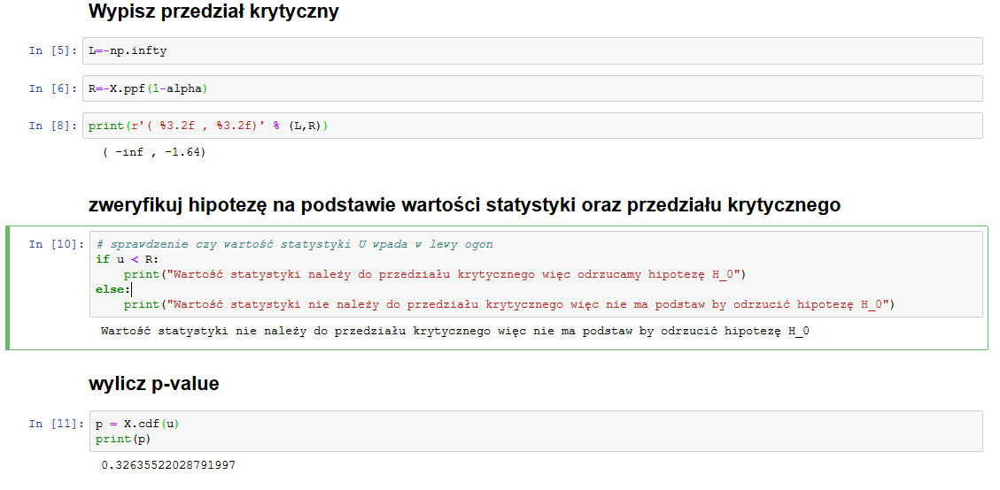 Wypisz przedział krytyczny
In [5]: L=-np.infty
In [6]: R=-X.ppf(1-alpha)
In [8]: print(r'( %3.2f , %3.2f)' % (L,R))
( -inf , -1.64)
zweryfikuj hipotezę na podstawie wartości statystyki oraz przedziału krytycznego
In [10]: # sprawdzenie czy wartość statystyki U wpada w lewy ogon
if u < R:
print("Wartość statystyki należy do przedziału krytycznego więc odrzucamy hipotezę H_0")
else:
print("Wartość statystyki nie należy do przedziału krytycznego więc nie ma podstaw by odrzucić hipotezę H_0")
Wartość statystyki nie należy do przedziału krytycznego więc nie ma podstaw by odrzucić hipotezę H_0
wylicz p-value
In [11]: p = X.cdf(u)
print(p)
0.32635522028791997